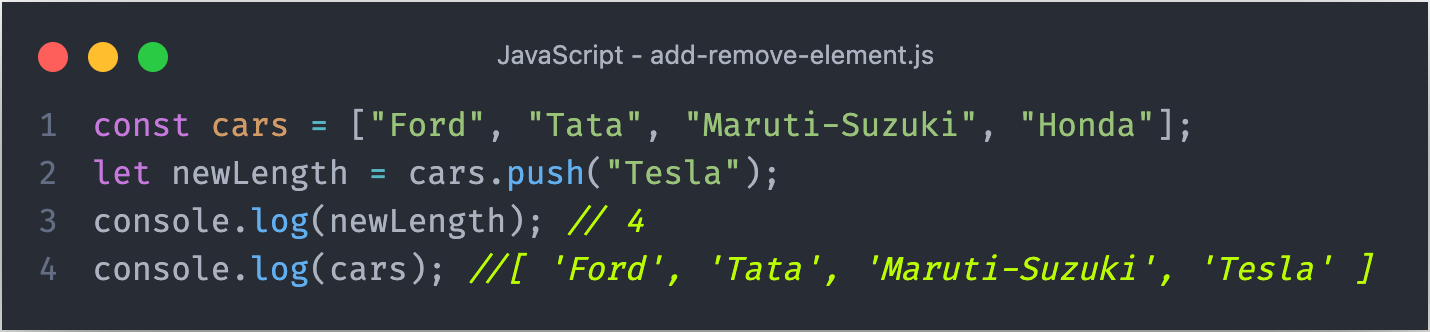 JavaScript - add-remove-element.js
1 const cars = ["Ford", "Tata", "Maruti-Suzuki", "Honda"];
2 let newLength = cars.push("Tesla");
3 console.log(newLength); // 4
4 console.log(cars); //[ 'Ford', 'Tata', 'Maruti-Suzuki', 'Tesla' ]